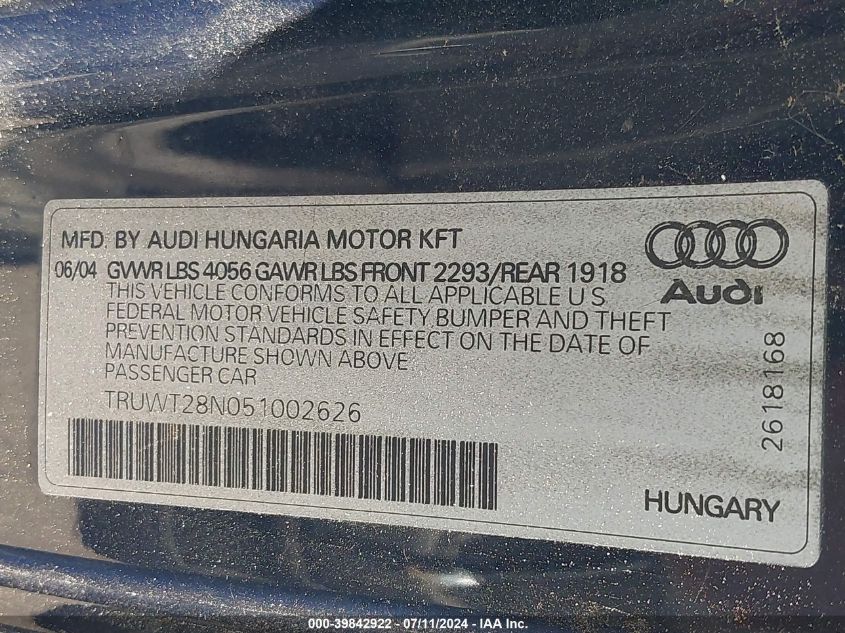 MFD. BY AUDI HUNGARIA MOTOR KFT
06/04 GVWR LBS 4056 GAWR LBS FRONT 2293/REAR 1918
THIS VEHICLE CONFORMS TO ALL APPLICABLE U S
FEDERAL MOTOR VEHICLE SAFETY, BUMPER AND THEFT
PREVENTION STANDARDS IN EFFECT ON THE DATE OF
MANUFACTURE SHOWN ABOVE
PASSENGER CAR
TRUWT28N051002626
Audi
2618168
HUNGARY
000-39842922 - 07/11/2024 - IAAI.com